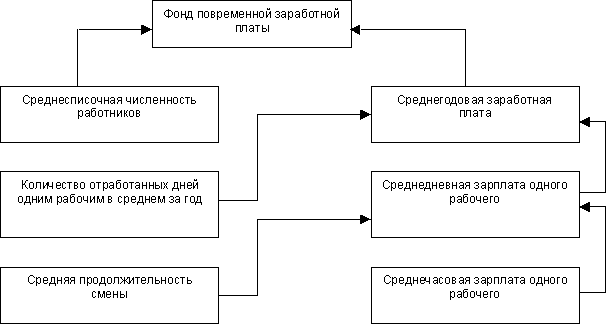 Фонд повременной заработной
платы
Среднесписочная численность
работников
Среднегодовая заработная
плата
Количество отработанных дней
одним рабочим в среднем за год
Среднедневная зарплата одного
рабочего
Средняя продолжительность
смены
Среднечасовая зарплата одного
рабочего